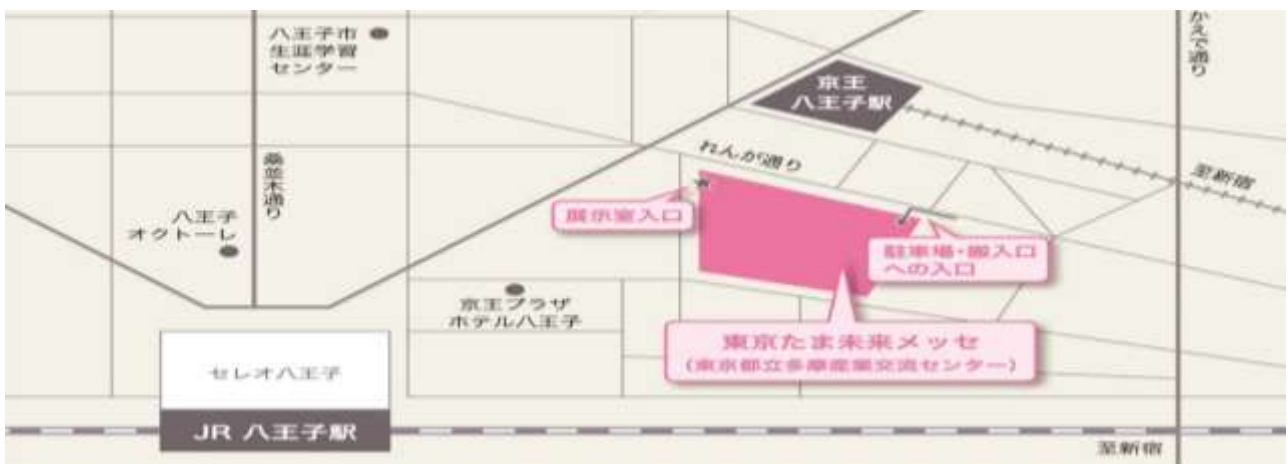 八王子市
生涯学習
センター
かえで通り
京王
八王子駅
れんが通り
至新宿
桑並木通り
八王子
オクトーレ
展示室入口
駐車場・搬入口
への入口
京王プラザ
ホテル八王子
東京たま未来メッセ
(東京都立多摩産業交流センター)
セレオ八王子
JR 八王子駅
至新宿